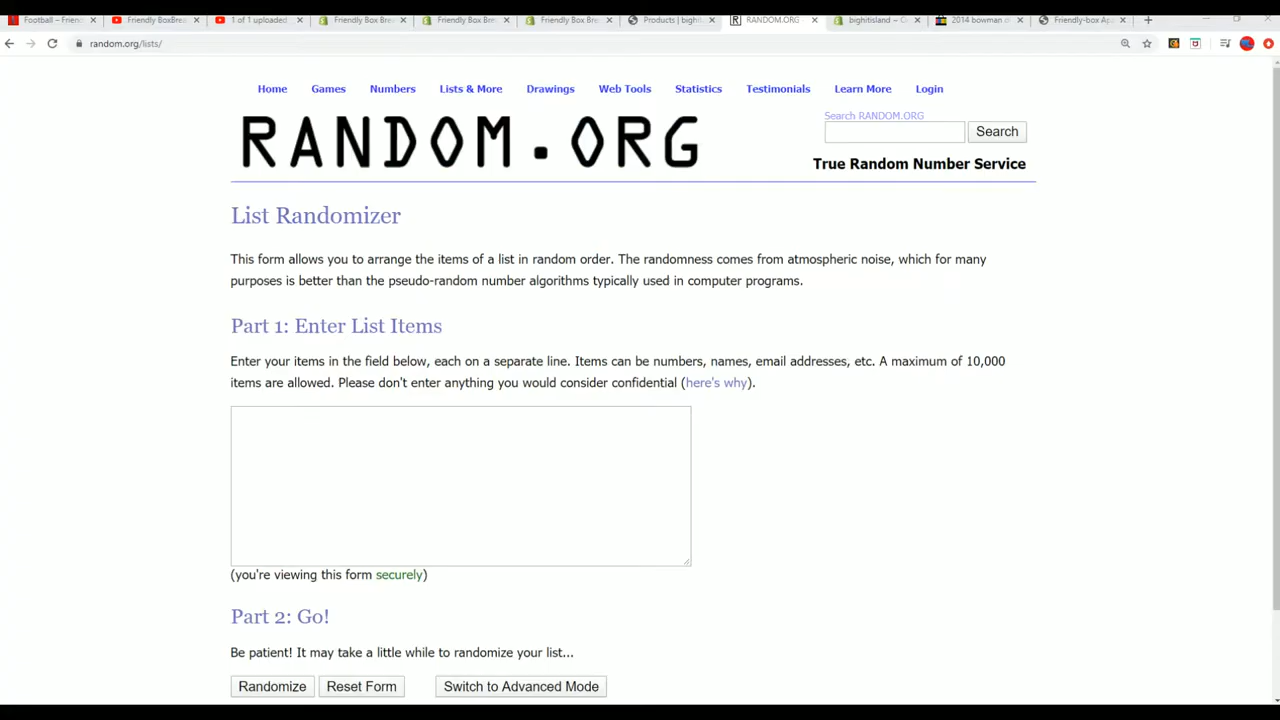 Football – Friend
Friendly BoxBrea
1 of 1 uploaded
Friendly Box Bre
Friendly Box Bre
Friendly Box Bre
Products | bight
RANDOM.ORG
bighitisland – 
2014 bowman 
Friendly-box Ap
random.org/lists/
Home Games Numbers Lists & More Drawings Web Tools Statistics Testimonials Learn More Login
Search RANDOM.ORG
RANDOM.ORG
Search
True Random Number Service
List Randomizer
This form allows you to arrange the items of a list in random order. The randomness comes from atmospheric noise, which for many
purposes is better than the pseudo-random number algorithms typically used in computer programs.
Part 1: Enter List Items
Enter your items in the field below, each on a separate line. Items can be numbers, names, email addresses, etc. A maximum of 10,000
items are allowed. Please don't enter anything you would consider confidential (here's why).
(you're viewing this form securely)
Part 2: Go!
Be patient! It may take a little while to randomize your list...
Randomize Reset Form Switch to Advanced Mode